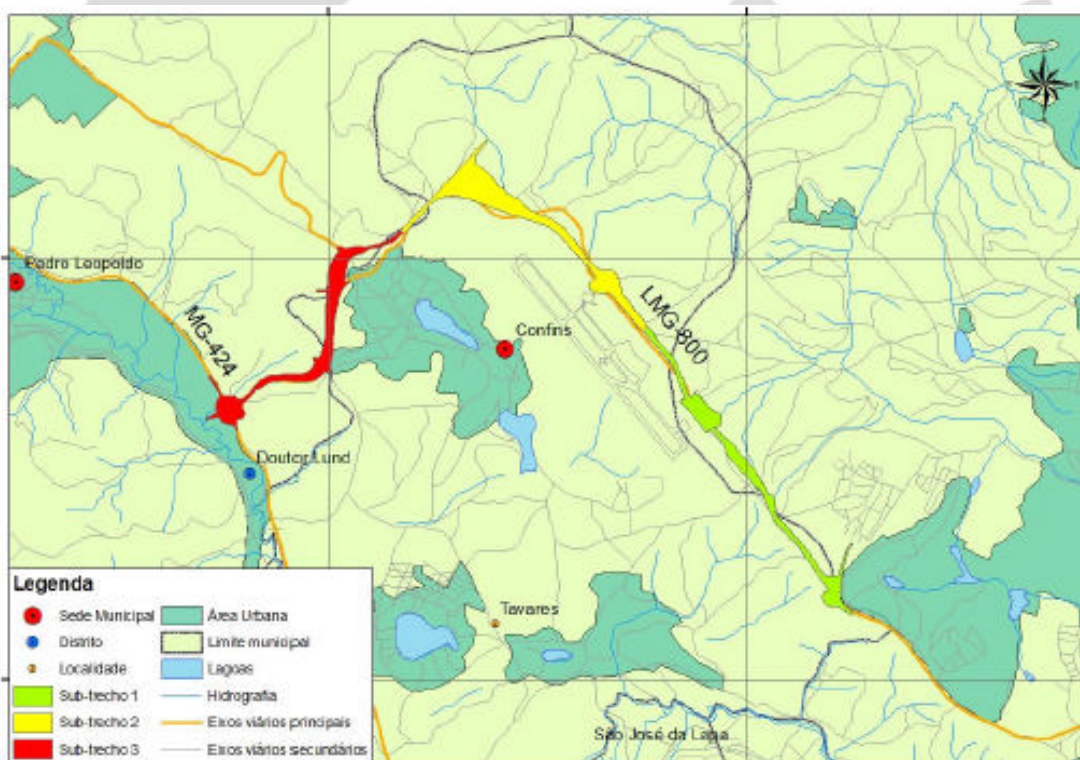 Pedro Leopoldo
MG-424
LMG-800
Confins
Doutor Lund
Tavares
São José da Lapa
Legenda
Sede Municipal
Distrito
Localidade
Sub-trecho 1
Sub-trecho 2
Sub-trecho 3
Área Urbana
Limite municipal
Lagoas
Hidrografia
Eixos viários principais
Eixos viários secundários